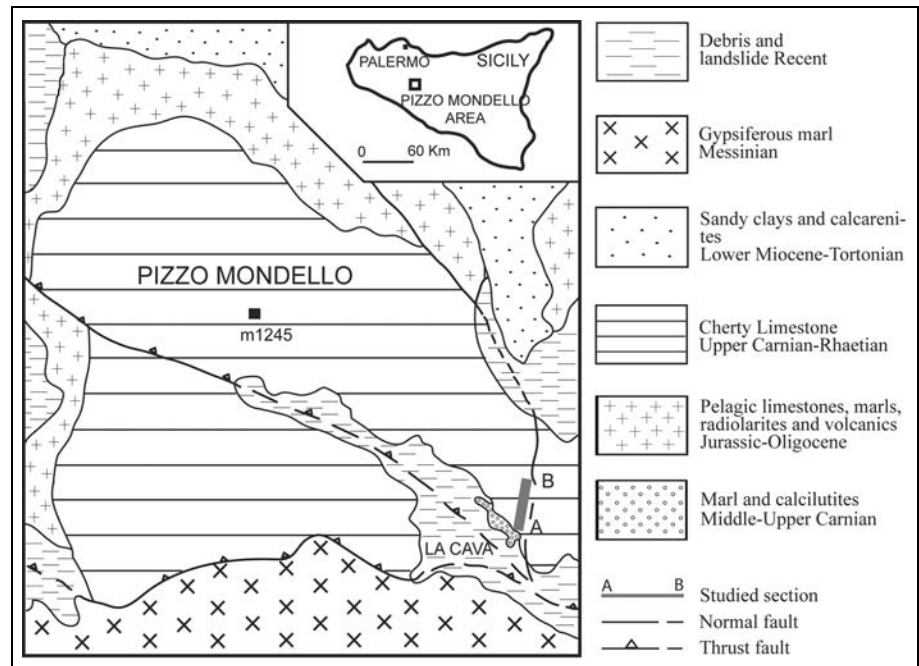 PALERMO
SICILY
PIZZO MONDELLO
AREA
0 60 Km
PIZZO MONDELLO
m1245
B
A
LA CAVA
Debris and
landslide Recent
Gypsiferous marl
Messinian
Sandy clays and calcareni-
tes
Lower Miocene-Tortonian
Cherty Limestone
Upper Carnian-Rhaetian
Pelagic limestones, marls,
radiolarites and volcanics
Jurassic-Oligocene
Marl and calcilutites
Middle-Upper Carnian
A B
Studied section
Normal fault
Thrust fault